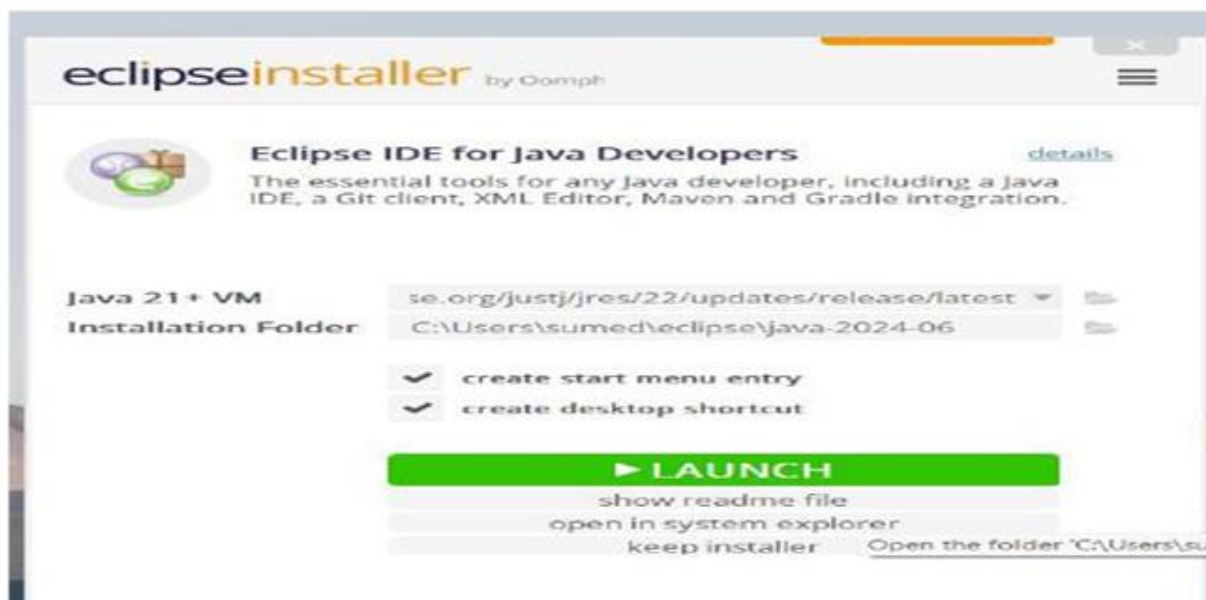 eclipseinstaller by Oomph
Eclipse IDE for Java Developers
details
The essential tools for any Java developer, including a Java
IDE, a Git client, XML Editor, Maven and Gradle integration.
Java 21+ VM
se.org/justj/jres/22/updates/release/latest
Installation Folder
C:\Users\sumed\eclipse\java-2024-06
create start menu entry
create desktop shortcut
LAUNCH
show readme file
open in system explorer
keep installer
Open the folder 'C:\Users\su